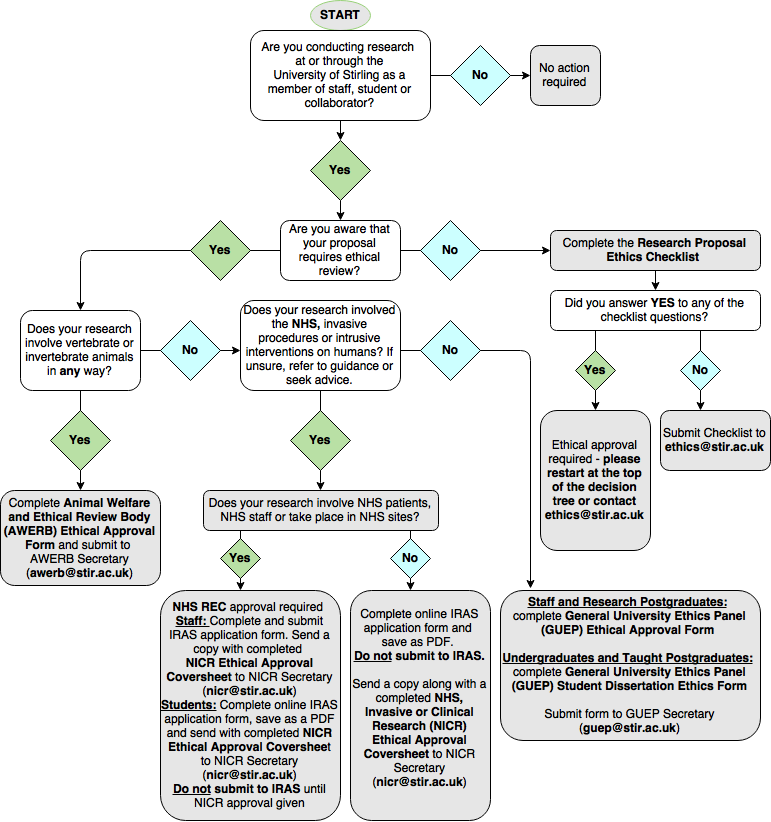 START
Are you conducting research
at or through the
University of Stirling as a
member of staff, student or
collaborator?
No
No action
required
Yes
Are you aware that
your proposal
requires ethical
review?
Yes
No
Complete the Research Proposal
Ethics Checklist
Did you answer YES to any of the
checklist questions?
Does your research
involve vertebrate or
invertebrate animals
in any way?
No
Does your research involved
the NHS, invasive
procedures or intrusive
interventions on humans? If
unsure, refer to guidance or
seek advice.
No
Yes
No
Ethical approval
required - please
restart at the top
of the decision
tree or contact
ethics@stir.ac.uk
Submit Checklist to
ethics@stir.ac.uk
Yes
Yes
Complete Animal Welfare
and Ethical Review Body
(AWERB) Ethical Approval
Form and submit to
AWERB Secretary
(awerb@stir.ac.uk)
Does your research involve NHS patients,
NHS staff or take place in NHS sites?
Yes
No
NHS REC approval required
Staff: Complete and submit
IRAS application form. Send a
copy with completed
NICR Ethical Approval
Coversheet to NICR Secretary
(nicr@stir.ac.uk)
Students: Complete online IRAS
application form, save as a PDF
and send with completed NICR
Ethical Approval Coversheet
to NICR Secretary
(nicr@stir.ac.uk)
Do not submit to IRAS until
NICR approval given
Complete online IRAS
application form and
save as PDF.
Do not submit to IRAS.
Send a copy along with a
completed NHS,
Invasive or Clinical
Research (NICR)
Ethical Approval
Coversheet to NICR
Secretary
(nicr@stir.ac.uk)
Staff and Research Postgraduates:
complete General University Ethics Panel
(GUEP) Ethical Approval Form
Undergraduates and Taught Postgraduates:
complete General University Ethics Panel
(GUEP) Student Dissertation Ethics Form
Submit form to GUEP Secretary
(guep@stir.ac.uk)